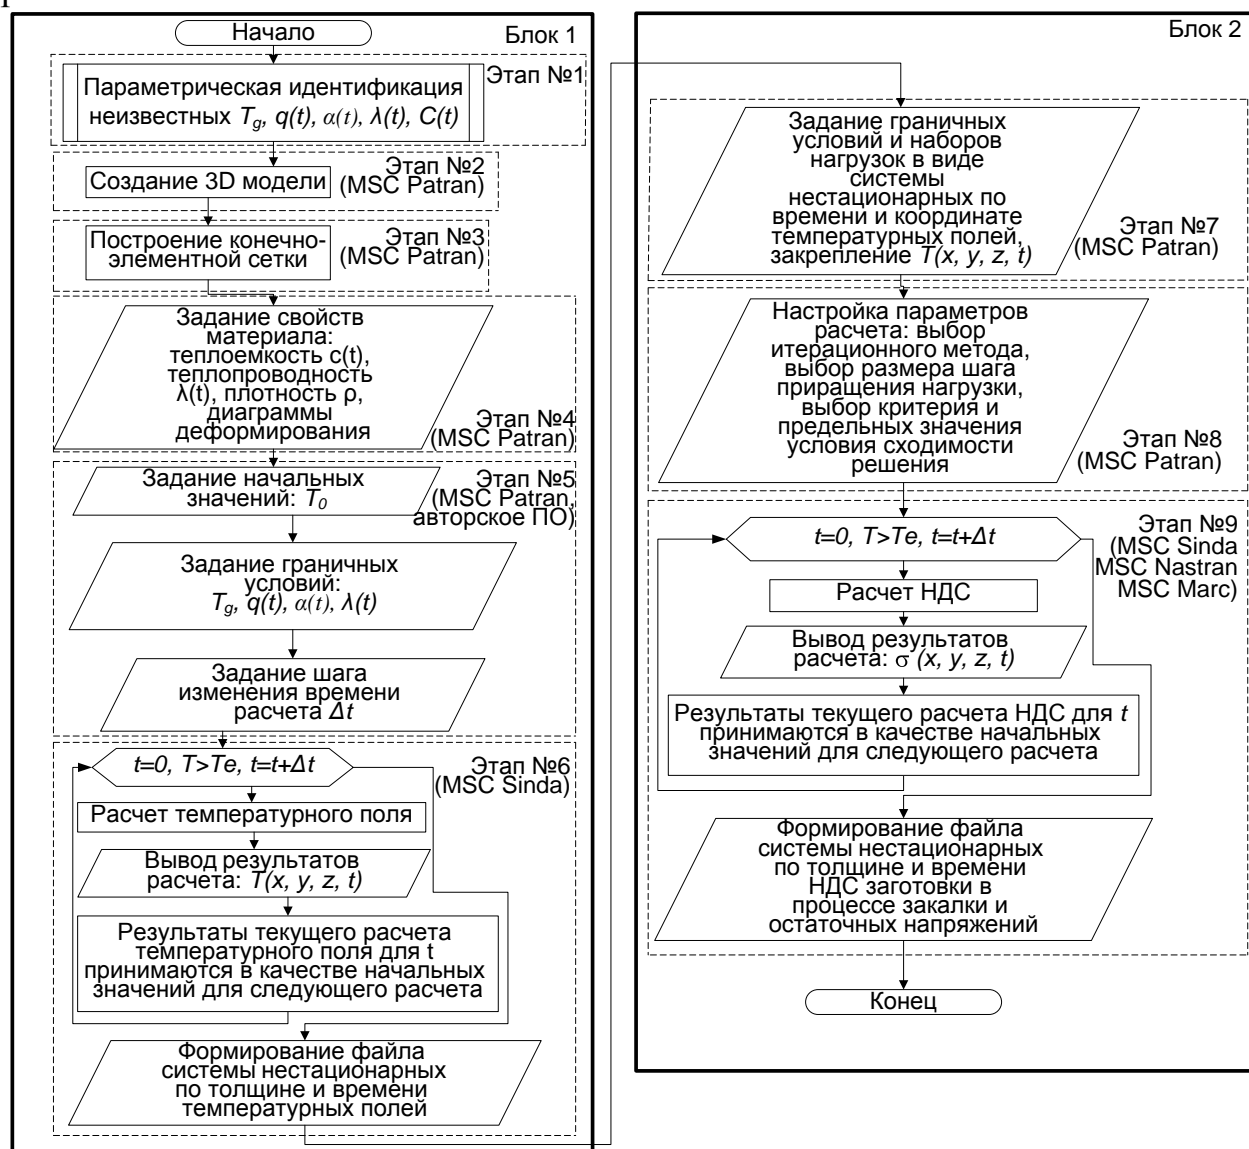 Начало
Блок 1
Этап №1
Параметрическая идентификация
неизвестных Tg, q(t), α(t), λ(t), C(t)
Этап №2
(MSC Patran)
Создание 3D модели
Этап №3
(MSC Patran)
Построение конечно-
элементной сетки
Задание свойств
материала:
теплоемкость c(t),
теплопроводность
λ(t), плотность ρ,
диаграммы
деформирования
Этап №4
(MSC Patran)
Задание начальных
значений: T0
Этап №5
(MSC Patran,
авторское ПО)
Задание граничных
условий:
Tg, q(t), α(t), λ(t)
Задание шага
изменения времени
расчета Δt
t=0, T>Te, t=t+Δt
Этап №6
(MSC Sinda)
Расчет температурного поля
Вывод результатов
расчета: T(x, y, z, t)
Результаты текущего расчета
температурного поля для t
принимаются в качестве начальных
значений для следующего расчета
Формирование файла
системы нестационарных
по толщине и времени
температурных полей
Блок 2
Задание граничных
условий и наборов
нагрузок в виде
системы
нестационарных по
времени и координате
температурных полей,
закрепление T(x, y, z, t)
Этап №7
(MSC Patran)
Настройка параметров
расчета: выбор
итерационного метода,
выбор размера шага
приращения нагрузки,
выбор критерия и
предельных значения
условия сходимости
решения
Этап №8
(MSC Patran)
t=0, T>Te, t=t+Δt
Этап №9
(MSC Sinda
MSC Nastran
MSC Marc)
Расчет НДС
Вывод результатов
расчета: σ (x, y, z, t)
Результаты текущего расчета НДС для t
принимаются в качестве начальных
значений для следующего расчета
Формирование файла
системы нестационарных
по толщине и времени
НДС заготовки в
процессе закалки и
остаточных напряжений
Конец